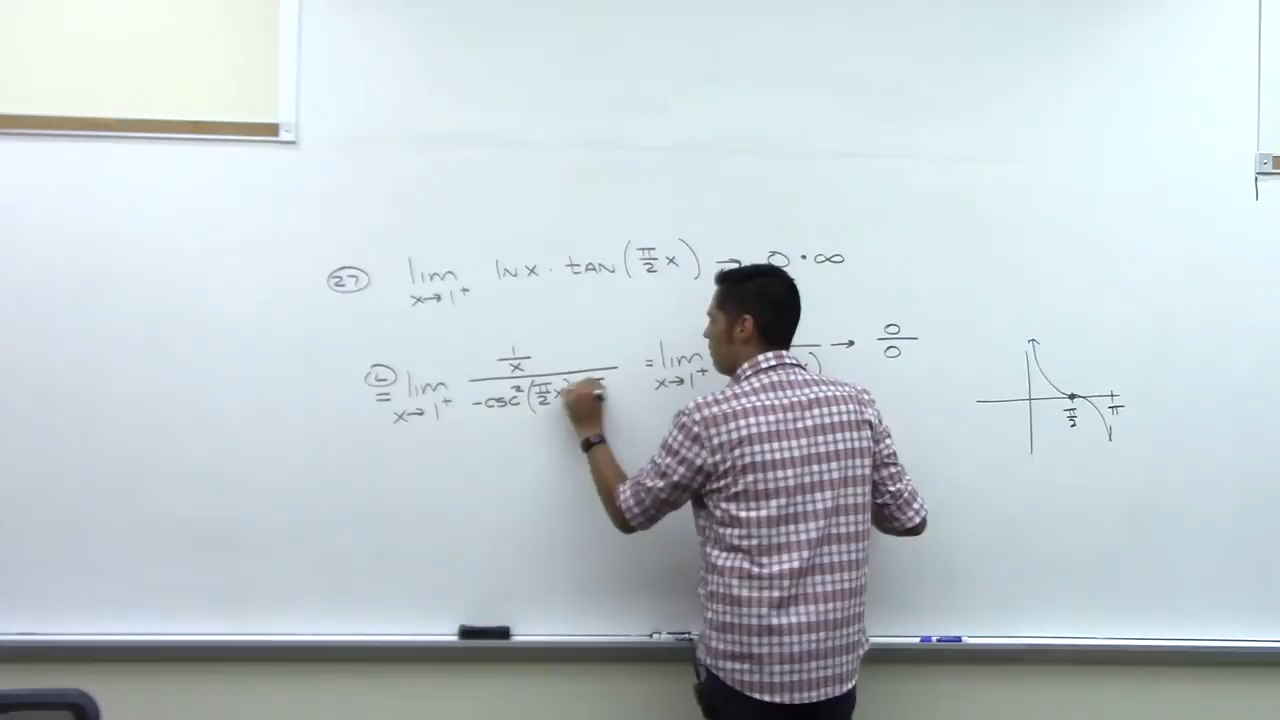 27 lim x→1⁺ ln x · tan(π/2 x) → 0 · ∞
= lim x→1⁺ x) → 0/0
Ⓛ = lim x→1⁺ 1/x / -csc²(π/2 x)
π/2 π